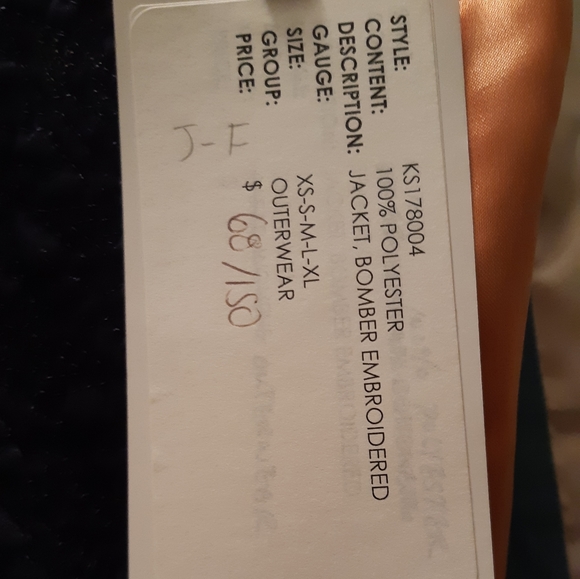 STYLE: KS178004
CONTENT: 100% POLYESTER
DESCRIPTION: JACKET, BOMBER EMBROIDERED
GAUGE:
SIZE: XS-S-M-L-XL
GROUP: OUTERWEAR
PRICE: $ 68/150